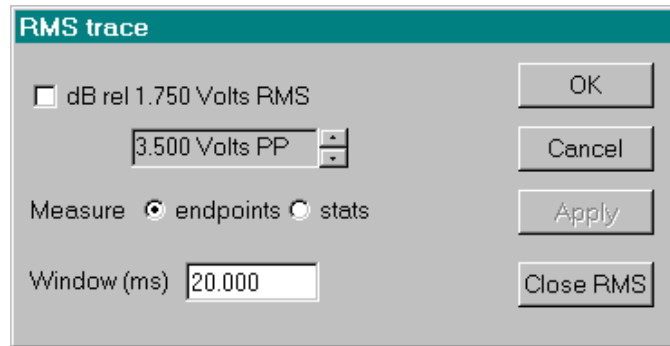 RMS trace
dB rel 1.750 Volts RMS
OK
3.500 Volts PP
Cancel
Measure endpoints stats
Apply
Window (ms) 20.000
Close RMS